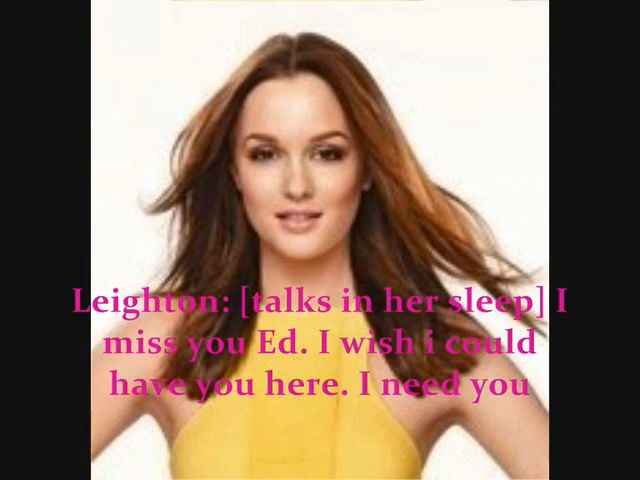 Leighton: [talks in her sleep] I
miss you Ed. I wish i could
have you here. I need you